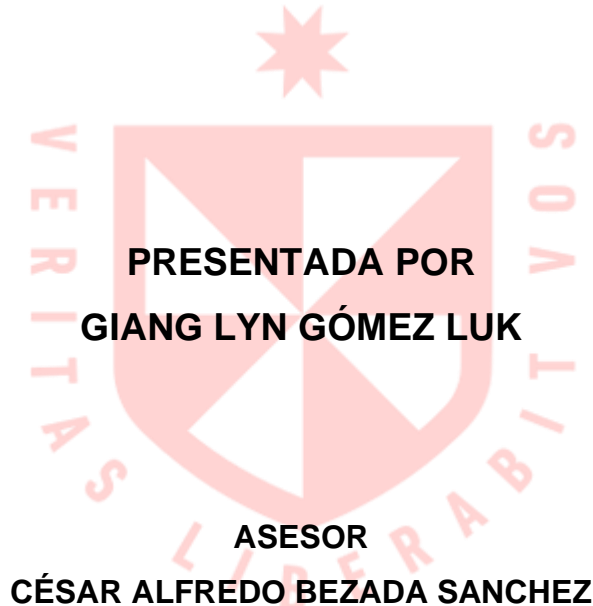 VERITAS LIBERABIT VOS
PRESENTADA POR
GIANG LYN GÓMEZ LUK
ASESOR
CÉSAR ALFREDO BEZADA SANCHEZ